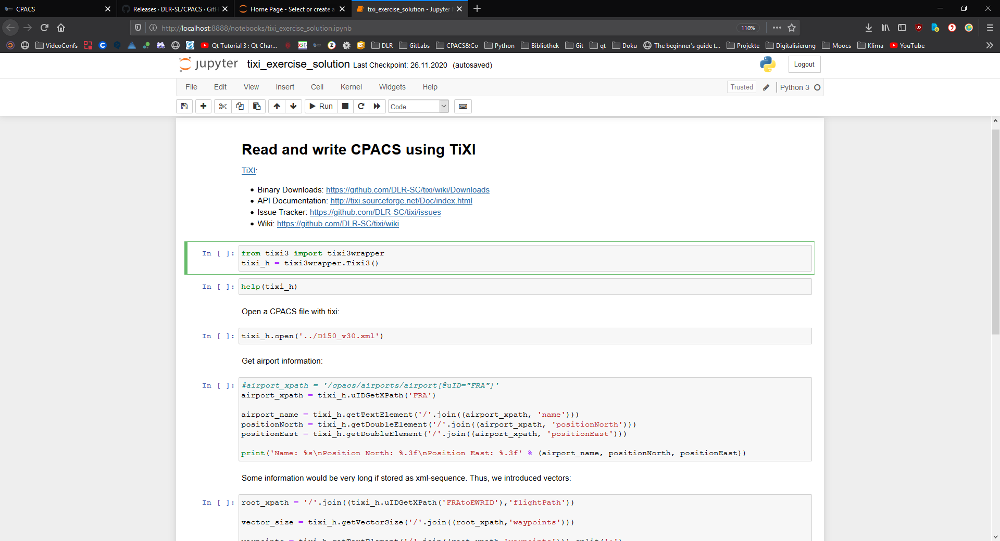 CPACS
Releases · DLR-SL/CPACS · GitH
Home Page - Select or create a
tixi_exercise_solution - Jupyter
http://localhost:8888/notebooks/tixi_exercise_solution.ipynb
110%
VideoConfs
Qt Tutorial 3 : Qt Char...
DLR
GitLabs
CPACS&Co
Python
Bibliothek
Git
qt
Doku
The beginner's guide t...
Projekte
Digitalisierung
Moocs
Klima
YouTube
jupyter tixi_exercise_solution Last Checkpoint: 26.11.2020 (autosaved)
Logout
File Edit View Insert Cell Kernel Widgets Help
Trusted
Python 3
Run
Code
Read and write CPACS using TiXI
TiXI:
• Binary Downloads: https://github.com/DLR-SC/tixi/wiki/Downloads
• API Documentation: http://tixi.sourceforge.net/Doc/index.html
• Issue Tracker: https://github.com/DLR-SC/tixi/issues
• Wiki: https://github.com/DLR-SC/tixi/wiki
In [ ]: from tixi3 import tixi3wrapper
tixi_h = tixi3wrapper.Tixi3()
In [ ]: help(tixi_h)
Open a CPACS file with tixi:
In [ ]: tixi_h.open('../D150_v30.xml')
Get airport information:
In [ ]: #airport_xpath = '/cpacs/airports/airport[@uID="FRA"]'
airport_xpath = tixi_h.uIDGetXPath('FRA')
airport_name = tixi_h.getTextElement('/'.join((airport_xpath, 'name')))
positionNorth = tixi_h.getDoubleElement('/'.join((airport_xpath, 'positionNorth')))
positionEast = tixi_h.getDoubleElement('/'.join((airport_xpath, 'positionEast')))
print('Name: %s\nPosition North: %.3f\nPosition East: %.3f' % (airport_name, positionNorth, positionEast))
Some information would be very long if stored as xml-sequence. Thus, we introduced vectors:
In [ ]: root_xpath = '/'.join((tixi_h.uIDGetXPath('FRAtoEWRID'),'flightPath'))
vector_size = tixi_h.getVectorSize('/'.join((root_xpath,'waypoints')))